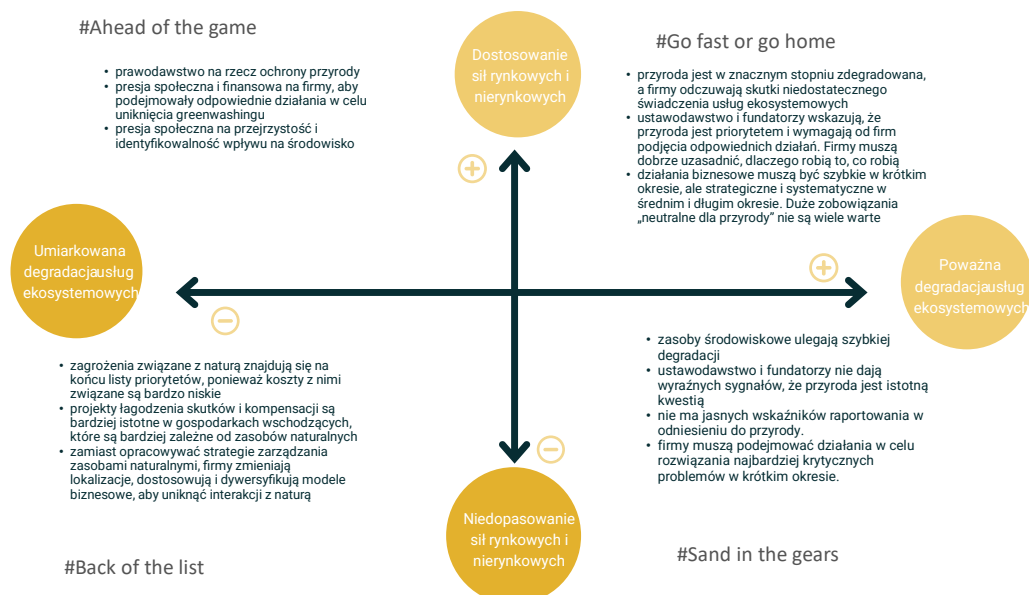 #Ahead of the game
• prawodawstwo na rzecz ochrony przyrody
• presja społeczna i finansowa na firmy, aby
podejmowały odpowiednie działania w celu
uniknięcia greenwashingu
• presja społeczna na przejrzystość i
identyfikowalność wpływu na środowisko
Dostosowanie
sił rynkowych i
nierynkowych
#Go fast or go home
• przyroda jest w znacznym stopniu zdegradowana,
a firmy odczuwają skutki niedostatecznego
świadczenia usług ekosystemowych
• ustawodawstwo i fundatorzy wskazują, że
przyroda jest priorytetem i wymagają od firm
podjęcia odpowiednich działań. Firmy muszą
dobrze uzasadnić, dlaczego robią to, co robią
• działania biznesowe muszą być szybkie w krótkim
okresie, ale strategiczne i systematyczne w
średnim i długim okresie. Duże zobowiązania
„neutralne dla przyrody” nie są wiele warte
+
Umiarkowana
degradacjausług
ekosystemowych
−
+
Poważna
degradacjausług
ekosystemowych
• zagrożenia związane z naturą znajdują się na
końcu listy priorytetów, ponieważ koszty z nimi
związane są bardzo niskie
• projekty łagodzenia skutków i kompensacji są
bardziej istotne w gospodarkach wschodzących,
które są bardziej zależne od zasobów naturalnych
• zamiast opracowywać strategie zarządzania
zasobami naturalnymi, firmy zmieniają
lokalizacje, dostosowują i dywersyfikują modele
biznesowe, aby uniknąć interakcji z naturą
#Back of the list
−
Niedopasowanie
sił rynkowych i
nierynkowych
• zasoby środowiskowe ulegają szybkiej
degradacji
• ustawodawstwo i fundatorzy nie dają
wyraźnych sygnałów, że przyroda jest istotną
kwestią
• nie ma jasnych wskaźników raportowania w
odniesieniu do przyrody.
• firmy muszą podejmować działania w celu
rozwiązania najbardziej krytycznych
problemów w krótkim okresie.
#Sand in the gears